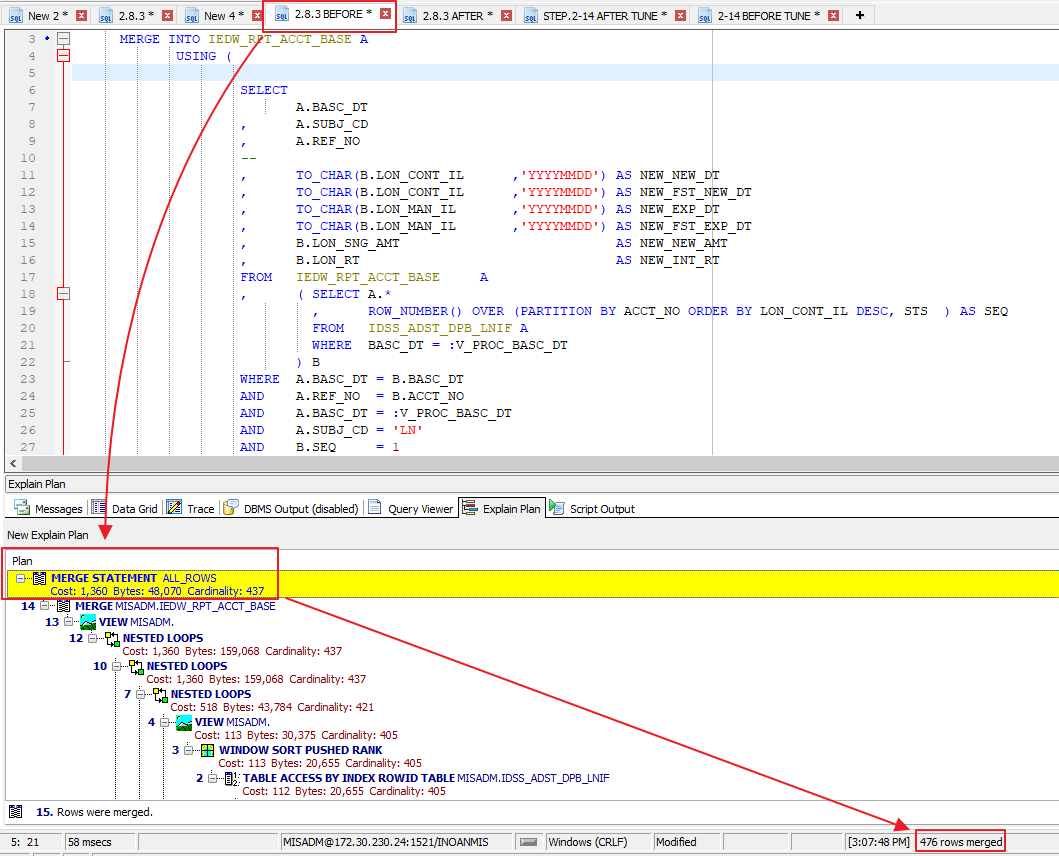 New 2 * 2.8.3 * New 4 * 2.8.3 BEFORE * 2.8.3 AFTER * STEP.2-14 AFTER TUNE * 2-14 BEFORE TUNE * +
3 MERGE INTO IEDW_RPT_ACCT_BASE A
4 USING (
5
6 SELECT
7 A.BASC_DT
8 , A.SUBJ_CD
9 , A.REF_NO
10 --
11 , TO_CHAR(B.LON_CONT_IL ,'YYYYMMDD') AS NEW_NEW_DT
12 , TO_CHAR(B.LON_CONT_IL ,'YYYYMMDD') AS NEW_FST_NEW_DT
13 , TO_CHAR(B.LON_MAN_IL ,'YYYYMMDD') AS NEW_EXP_DT
14 , TO_CHAR(B.LON_MAN_IL ,'YYYYMMDD') AS NEW_FST_EXP_DT
15 , B.LON_SNG_AMT AS NEW_NEW_AMT
16 , B.LON_RT AS NEW_INT_RT
17 FROM IEDW_RPT_ACCT_BASE A
18 , ( SELECT A.*
19 , ROW_NUMBER() OVER (PARTITION BY ACCT_NO ORDER BY LON_CONT_IL DESC, STS ) AS SEQ
20 FROM IDSS_ADST_DPB_LNIF A
21 WHERE BASC_DT = :V_PROC_BASC_DT
22 ) B
23 WHERE A.BASC_DT = B.BASC_DT
24 AND A.REF_NO = B.ACCT_NO
25 AND A.BASC_DT = :V_PROC_BASC_DT
26 AND A.SUBJ_CD = 'LN'
27 AND B.SEQ = 1
Explain Plan
Messages Data Grid Trace DBMS Output (disabled) Query Viewer Explain Plan Script Output
New Explain Plan
Plan
MERGE STATEMENT ALL_ROWS
Cost: 1,360 Bytes: 48,070 Cardinality: 437
14 MERGE MISADM.IEDW_RPT_ACCT_BASE
13 VIEW MISADM.
12 NESTED LOOPS
Cost: 1,360 Bytes: 159,068 Cardinality: 437
10 NESTED LOOPS
Cost: 1,360 Bytes: 159,068 Cardinality: 437
7 NESTED LOOPS
Cost: 518 Bytes: 43,784 Cardinality: 421
4 VIEW MISADM.
Cost: 113 Bytes: 30,375 Cardinality: 405
3 WINDOW SORT PUSHED RANK
Cost: 113 Bytes: 20,655 Cardinality: 405
2 TABLE ACCESS BY INDEX ROWID TABLE MISADM.IDSS_ADST_DPB_LNIF
Cost: 112 Bytes: 20,655 Cardinality: 405
15. Rows were merged.
5: 21 58 msecs MISADM@172.30.230.24:1521/INOANMIS Windows (CRLF) Modified [3:07:48 PM] 476 rows merged